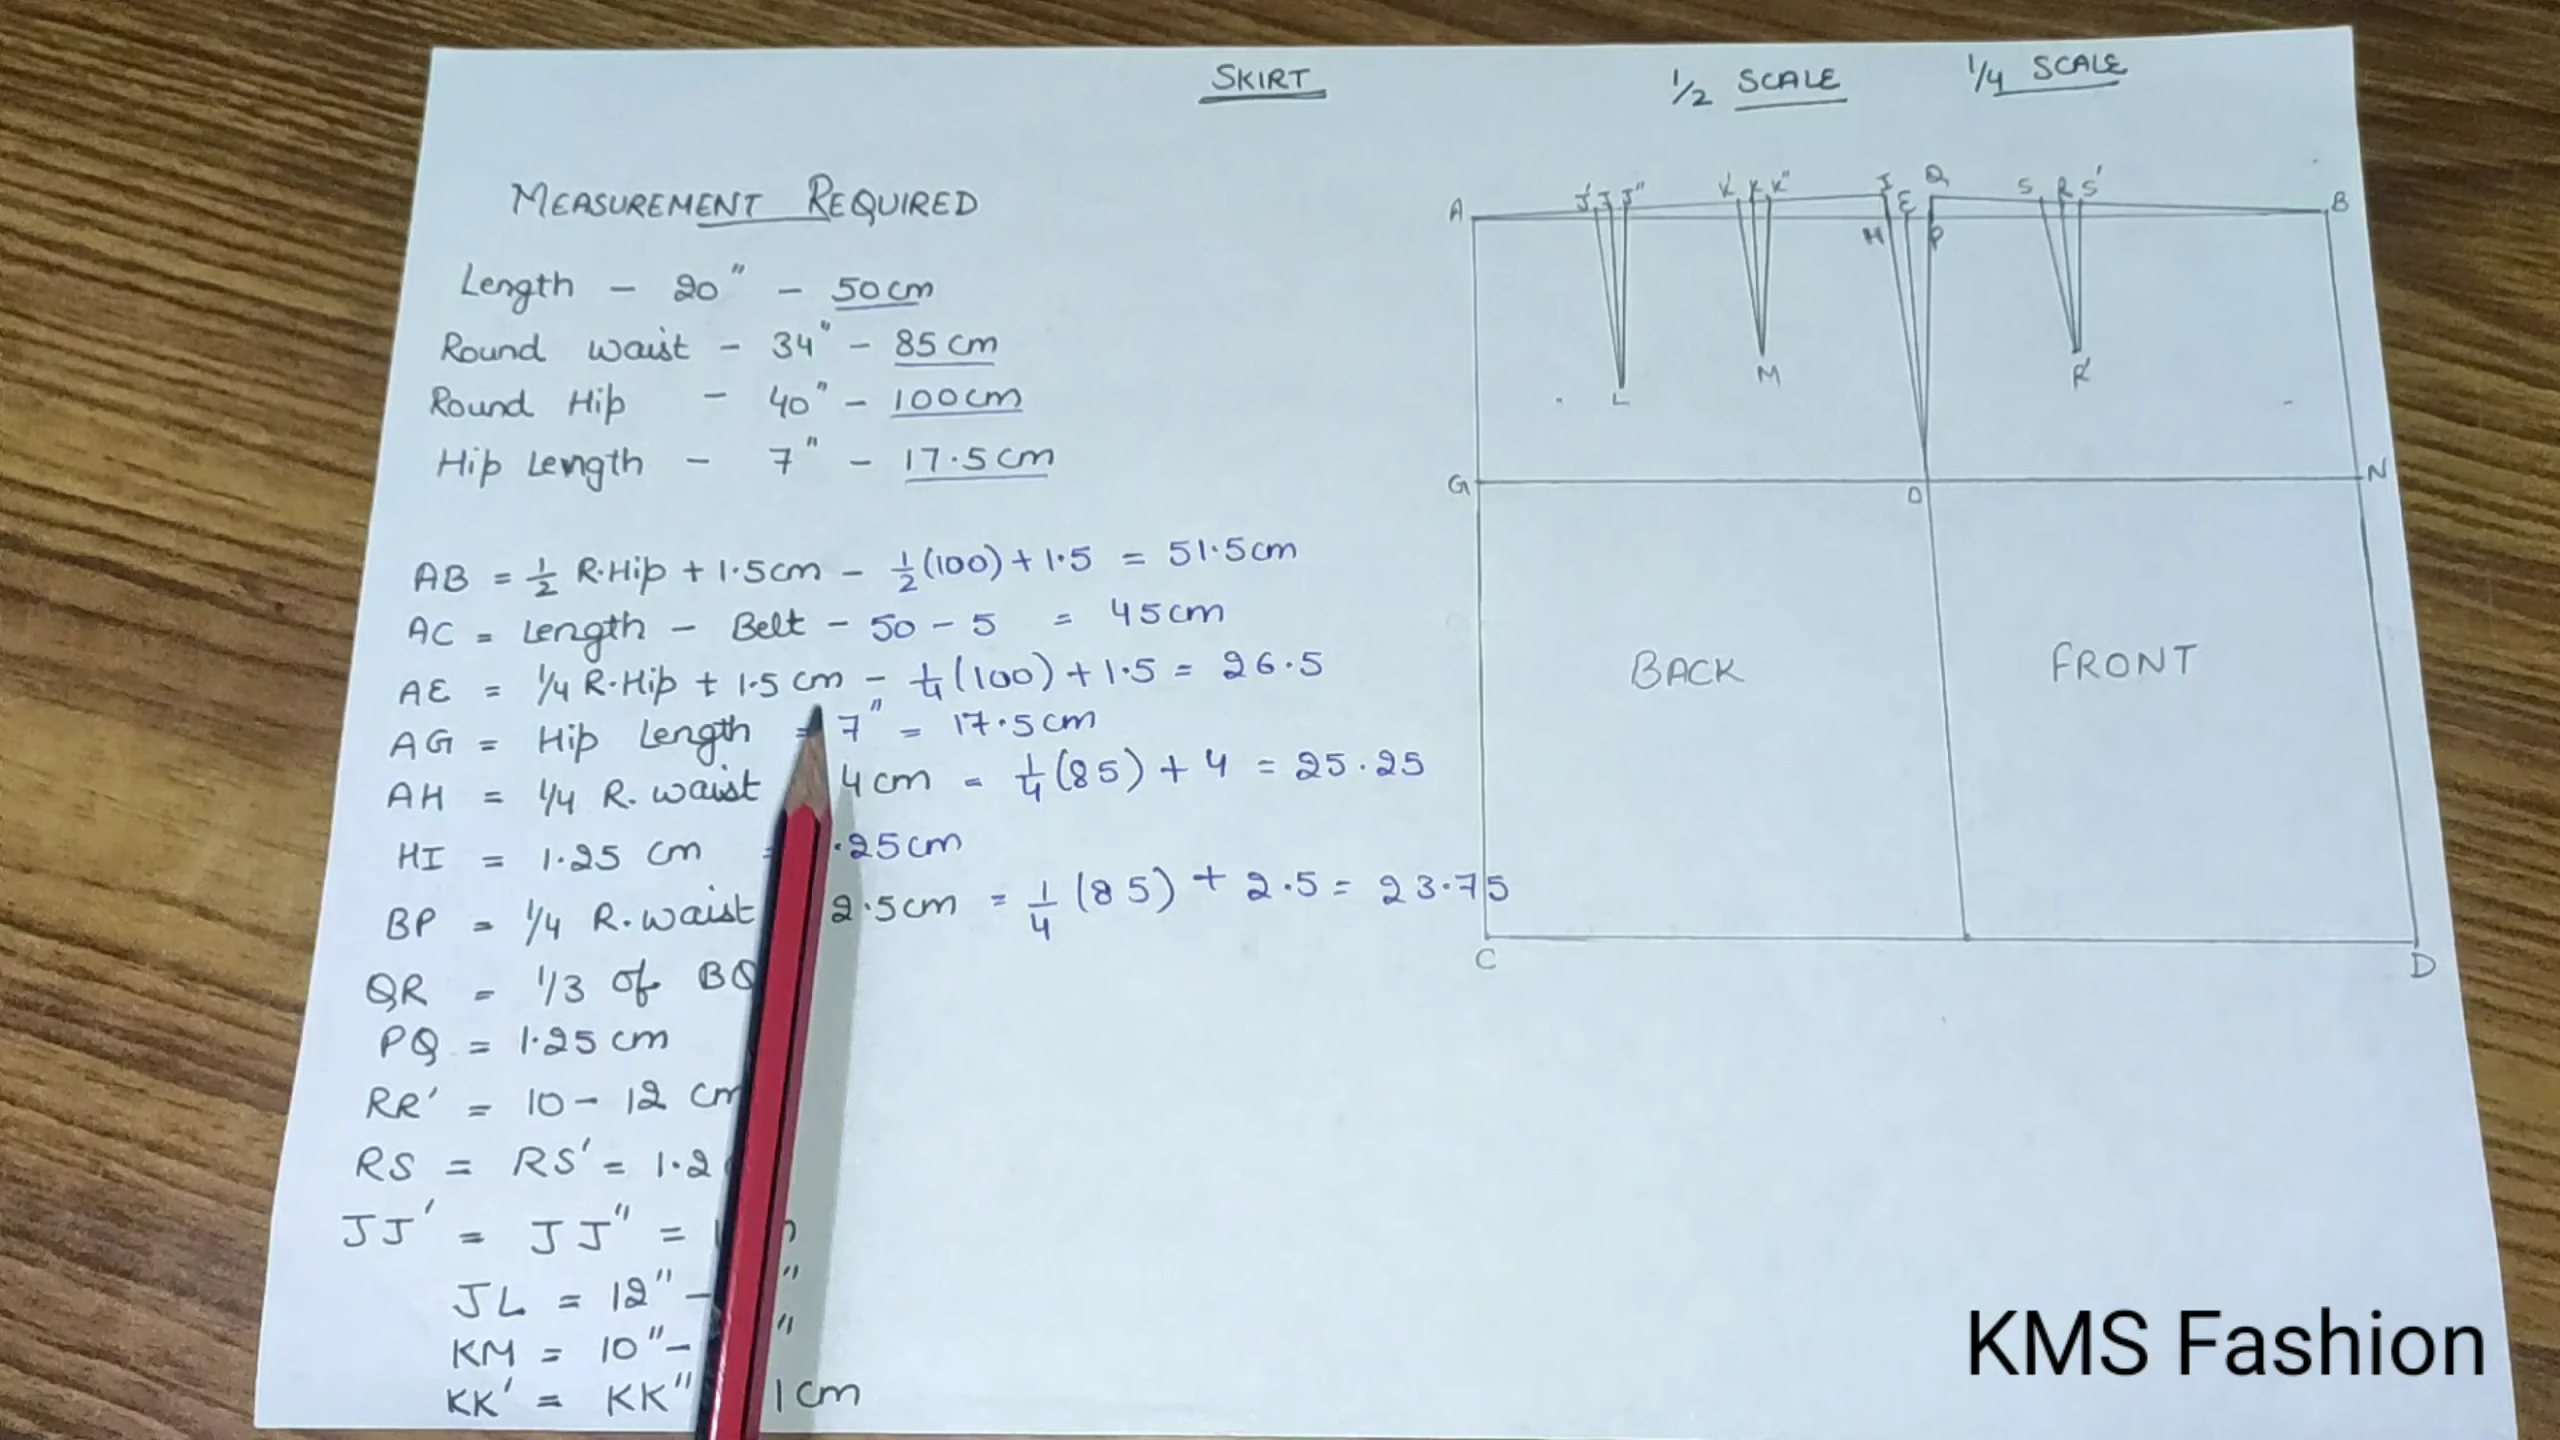 SKIRT
1/2 SCALE
1/4 SCALE
MEASUREMENT REQUIRED
Length - 20" - 50cm
Round waist - 34" - 85 cm
Round Hip - 40" - 100cm
Hip Length - 7" - 17.5cm
AB = 1/2 R.Hip + 1.5cm - 1/2 (100) + 1.5 = 51.5cm
AC = Length - Belt - 50 - 5 = 45cm
AE = 1/4 R.Hip + 1.5 cm - 1/4 (100) + 1.5 = 26.5
AG = Hip Length = 7" = 17.5cm
AH = 1/4 R. waist 4cm = 1/4 (85) + 4 = 25.25
HI = 1.25 cm = .25cm
BP = 1/4 R. waist 2.5cm = 1/4 (85) + 2.5 = 23.75
QR = 1/3 of BQ
PQ = 1.25 cm
RR' = 10 - 12 cm
RS = RS' = 1.2
JJ' = JJ" =
JL = 12" - "
KM = 10" - "
KK' = KK" 1cm
A J' J J" K' K K" I E Q S R S' B
H P
L M R'
G O N
BACK FRONT
C D
KMS Fashion